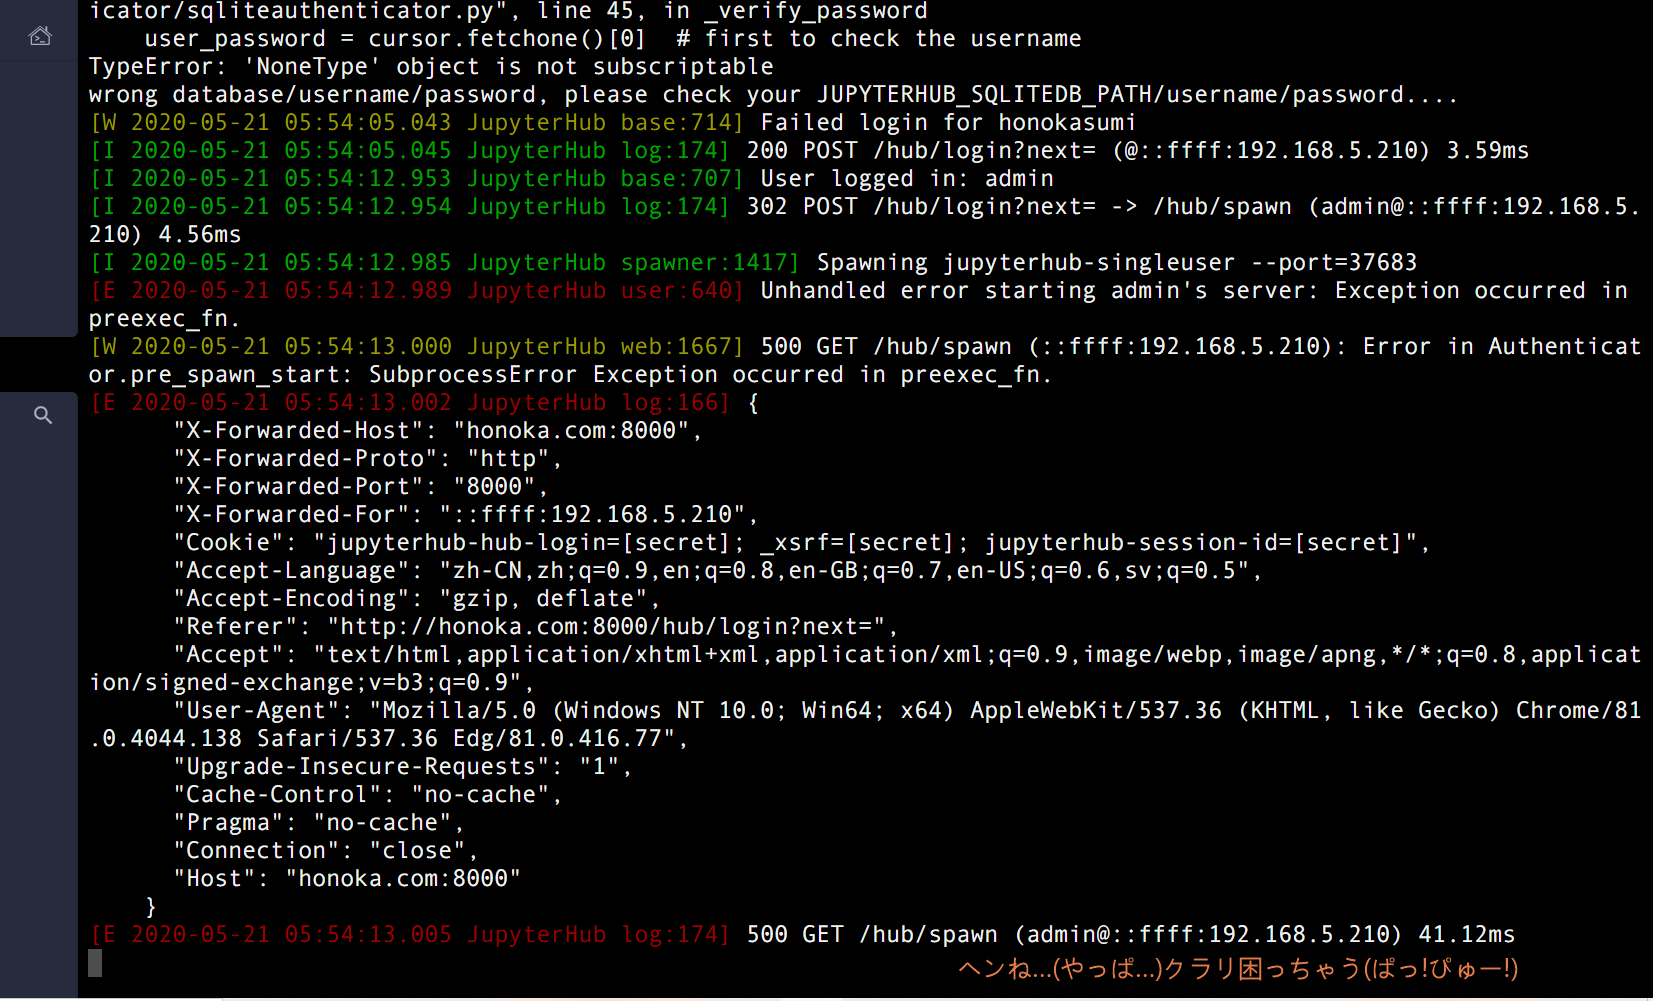 icator/sqliteauthenticator.py", line 45, in _verify_password
    user_password = cursor.fetchone()[0]  # first to check the username
TypeError: 'NoneType' object is not subscriptable
wrong database/username/password, please check your JUPYTERHUB_SQLITEDB_PATH/username/password....
[W 2020-05-21 05:54:05.043 JupyterHub base:714] Failed login for honokasumi
[I 2020-05-21 05:54:05.045 JupyterHub log:174] 200 POST /hub/login?next= (@::ffff:192.168.5.210) 3.59ms
[I 2020-05-21 05:54:12.953 JupyterHub base:707] User logged in: admin
[I 2020-05-21 05:54:12.954 JupyterHub log:174] 302 POST /hub/login?next= -> /hub/spawn (admin@::ffff:192.168.5.
210) 4.56ms
[I 2020-05-21 05:54:12.985 JupyterHub spawner:1417] Spawning jupyterhub-singleuser --port=37683
[E 2020-05-21 05:54:12.989 JupyterHub user:640] Unhandled error starting admin's server: Exception occurred in
preexec_fn.
[W 2020-05-21 05:54:13.000 JupyterHub web:1667] 500 GET /hub/spawn (::ffff:192.168.5.210): Error in Authenticat
or.pre_spawn_start: SubprocessError Exception occurred in preexec_fn.
[E 2020-05-21 05:54:13.002 JupyterHub log:166] {
      "X-Forwarded-Host": "honoka.com:8000",
      "X-Forwarded-Proto": "http",
      "X-Forwarded-Port": "8000",
      "X-Forwarded-For": "::ffff:192.168.5.210",
      "Cookie": "jupyterhub-hub-login=[secret]; _xsrf=[secret]; jupyterhub-session-id=[secret]",
      "Accept-Language": "zh-CN,zh;q=0.9,en;q=0.8,en-GB;q=0.7,en-US;q=0.6,sv;q=0.5",
      "Accept-Encoding": "gzip, deflate",
      "Referer": "http://honoka.com:8000/hub/login?next=",
      "Accept": "text/html,application/xhtml+xml,application/xml;q=0.9,image/webp,image/apng,*/*;q=0.8,applicat
ion/signed-exchange;v=b3;q=0.9",
      "User-Agent": "Mozilla/5.0 (Windows NT 10.0; Win64; x64) AppleWebKit/537.36 (KHTML, like Gecko) Chrome/81
.0.4044.138 Safari/537.36 Edg/81.0.416.77",
      "Upgrade-Insecure-Requests": "1",
      "Cache-Control": "no-cache",
      "Pragma": "no-cache",
      "Connection": "close",
      "Host": "honoka.com:8000"
    }
[E 2020-05-21 05:54:13.005 JupyterHub log:174] 500 GET /hub/spawn (admin@::ffff:192.168.5.210) 41.12ms
ヘンね...(やっぱ...)クラリ困っちゃう(ぱっ!ぴゅー!)